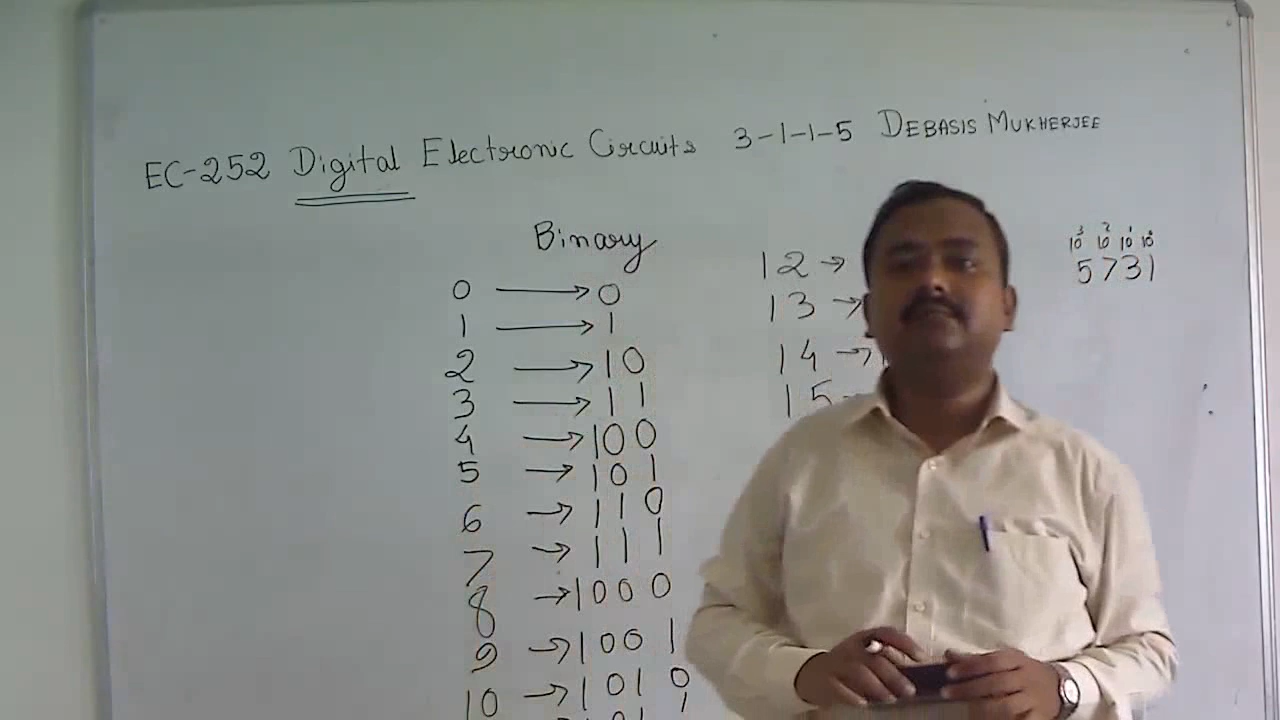 EC-252 Digital Electronic Circuits 3-1-1-5 DEBASIS MUKHERJEE
Binary
0 → 0
1 → 1
2 → 10
3 → 11
4 → 100
5 → 101
6 → 110
7 → 111
8 → 1000
9 → 1001
10 → 1010
12 →
13 →
14 → 1
15 →
10³ 10² 10¹ 10⁰
5731